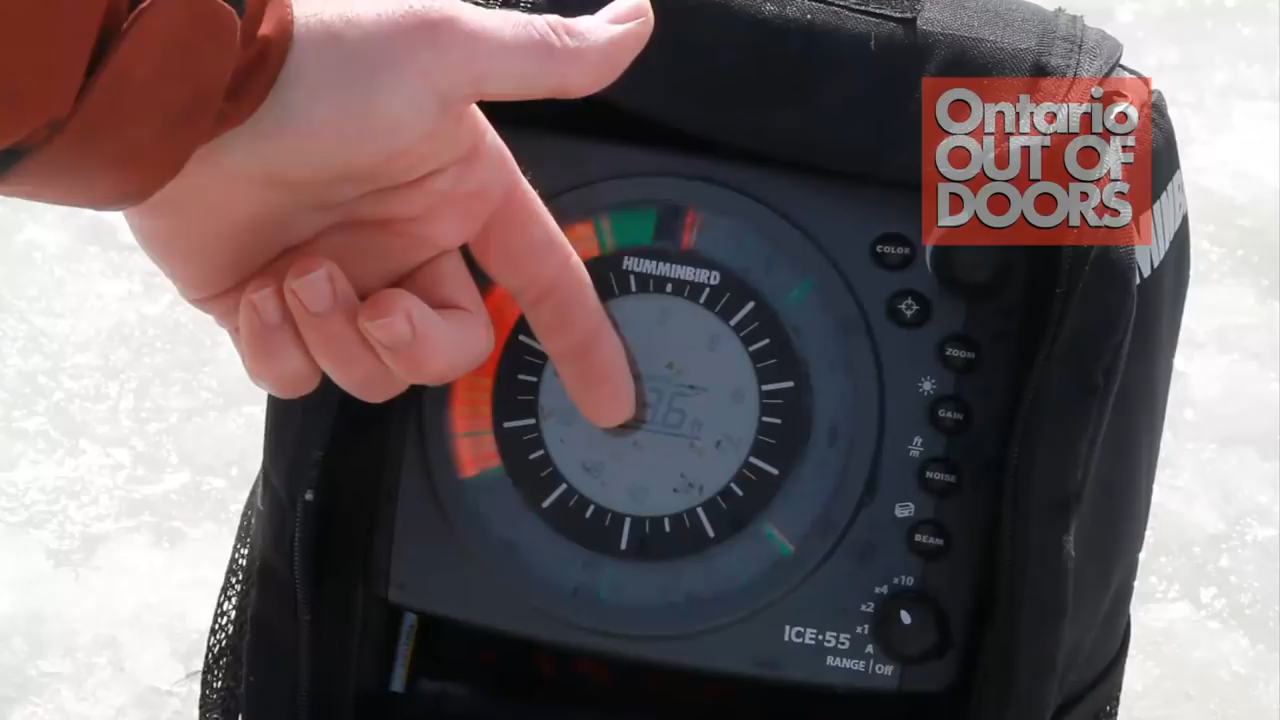 Ontario
OUT OF
DOORS
HUMMINBIRD
COLOR
ZOOM
GAIN
ft
m
NOISE
BEAM
x10
x4
x2
x1
A
ICE·55
RANGE | Off
ft